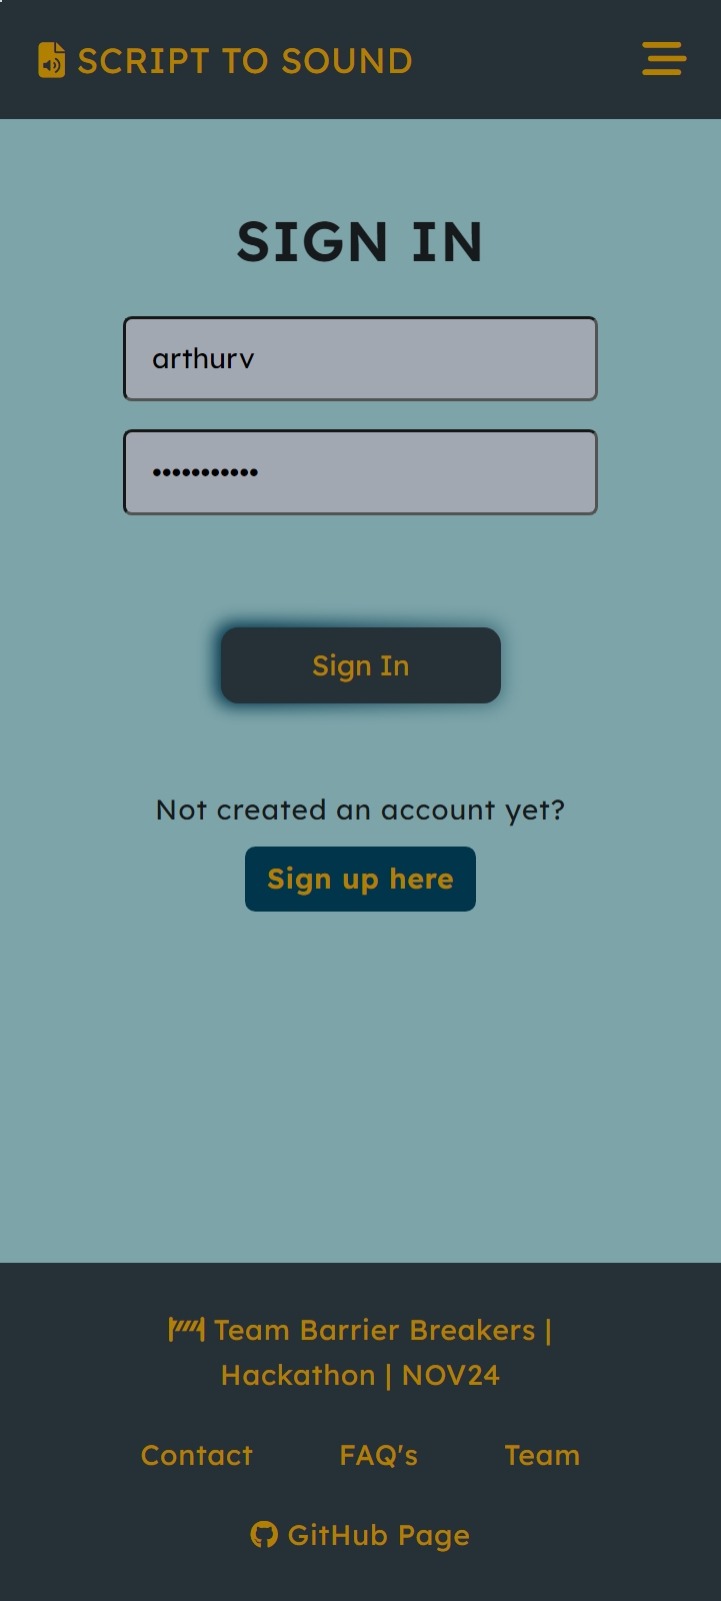 SCRIPT TO SOUND
SIGN IN
arthurv
•••••••••••
Sign In
Not created an account yet?
Sign up here
Team Barrier Breakers |
Hackathon | NOV24
Contact FAQ's Team
GitHub Page